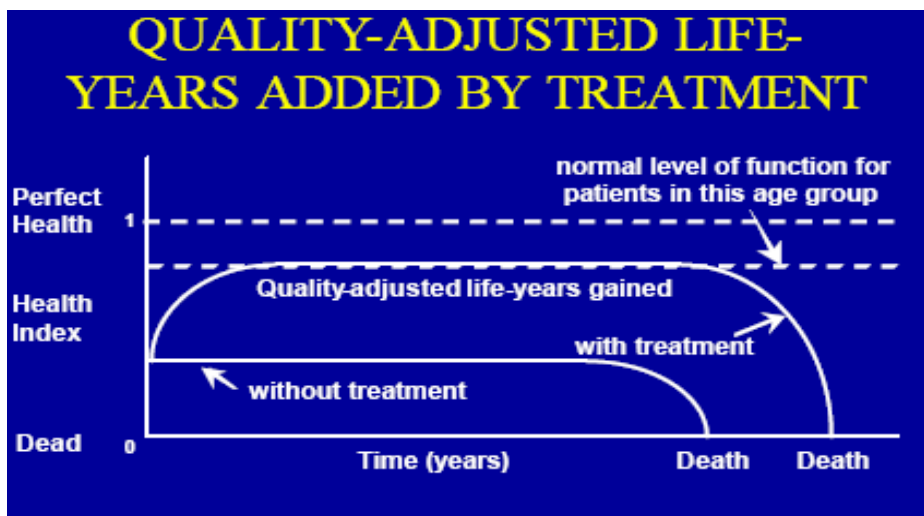 QUALITY-ADJUSTED LIFE-
YEARS ADDED BY TREATMENT
normal level of function for
patients in this age group
Perfect
Health
1
Quality-adjusted life-years gained
Health
Index
with treatment
without treatment
Dead
0
Time (years)
Death
Death